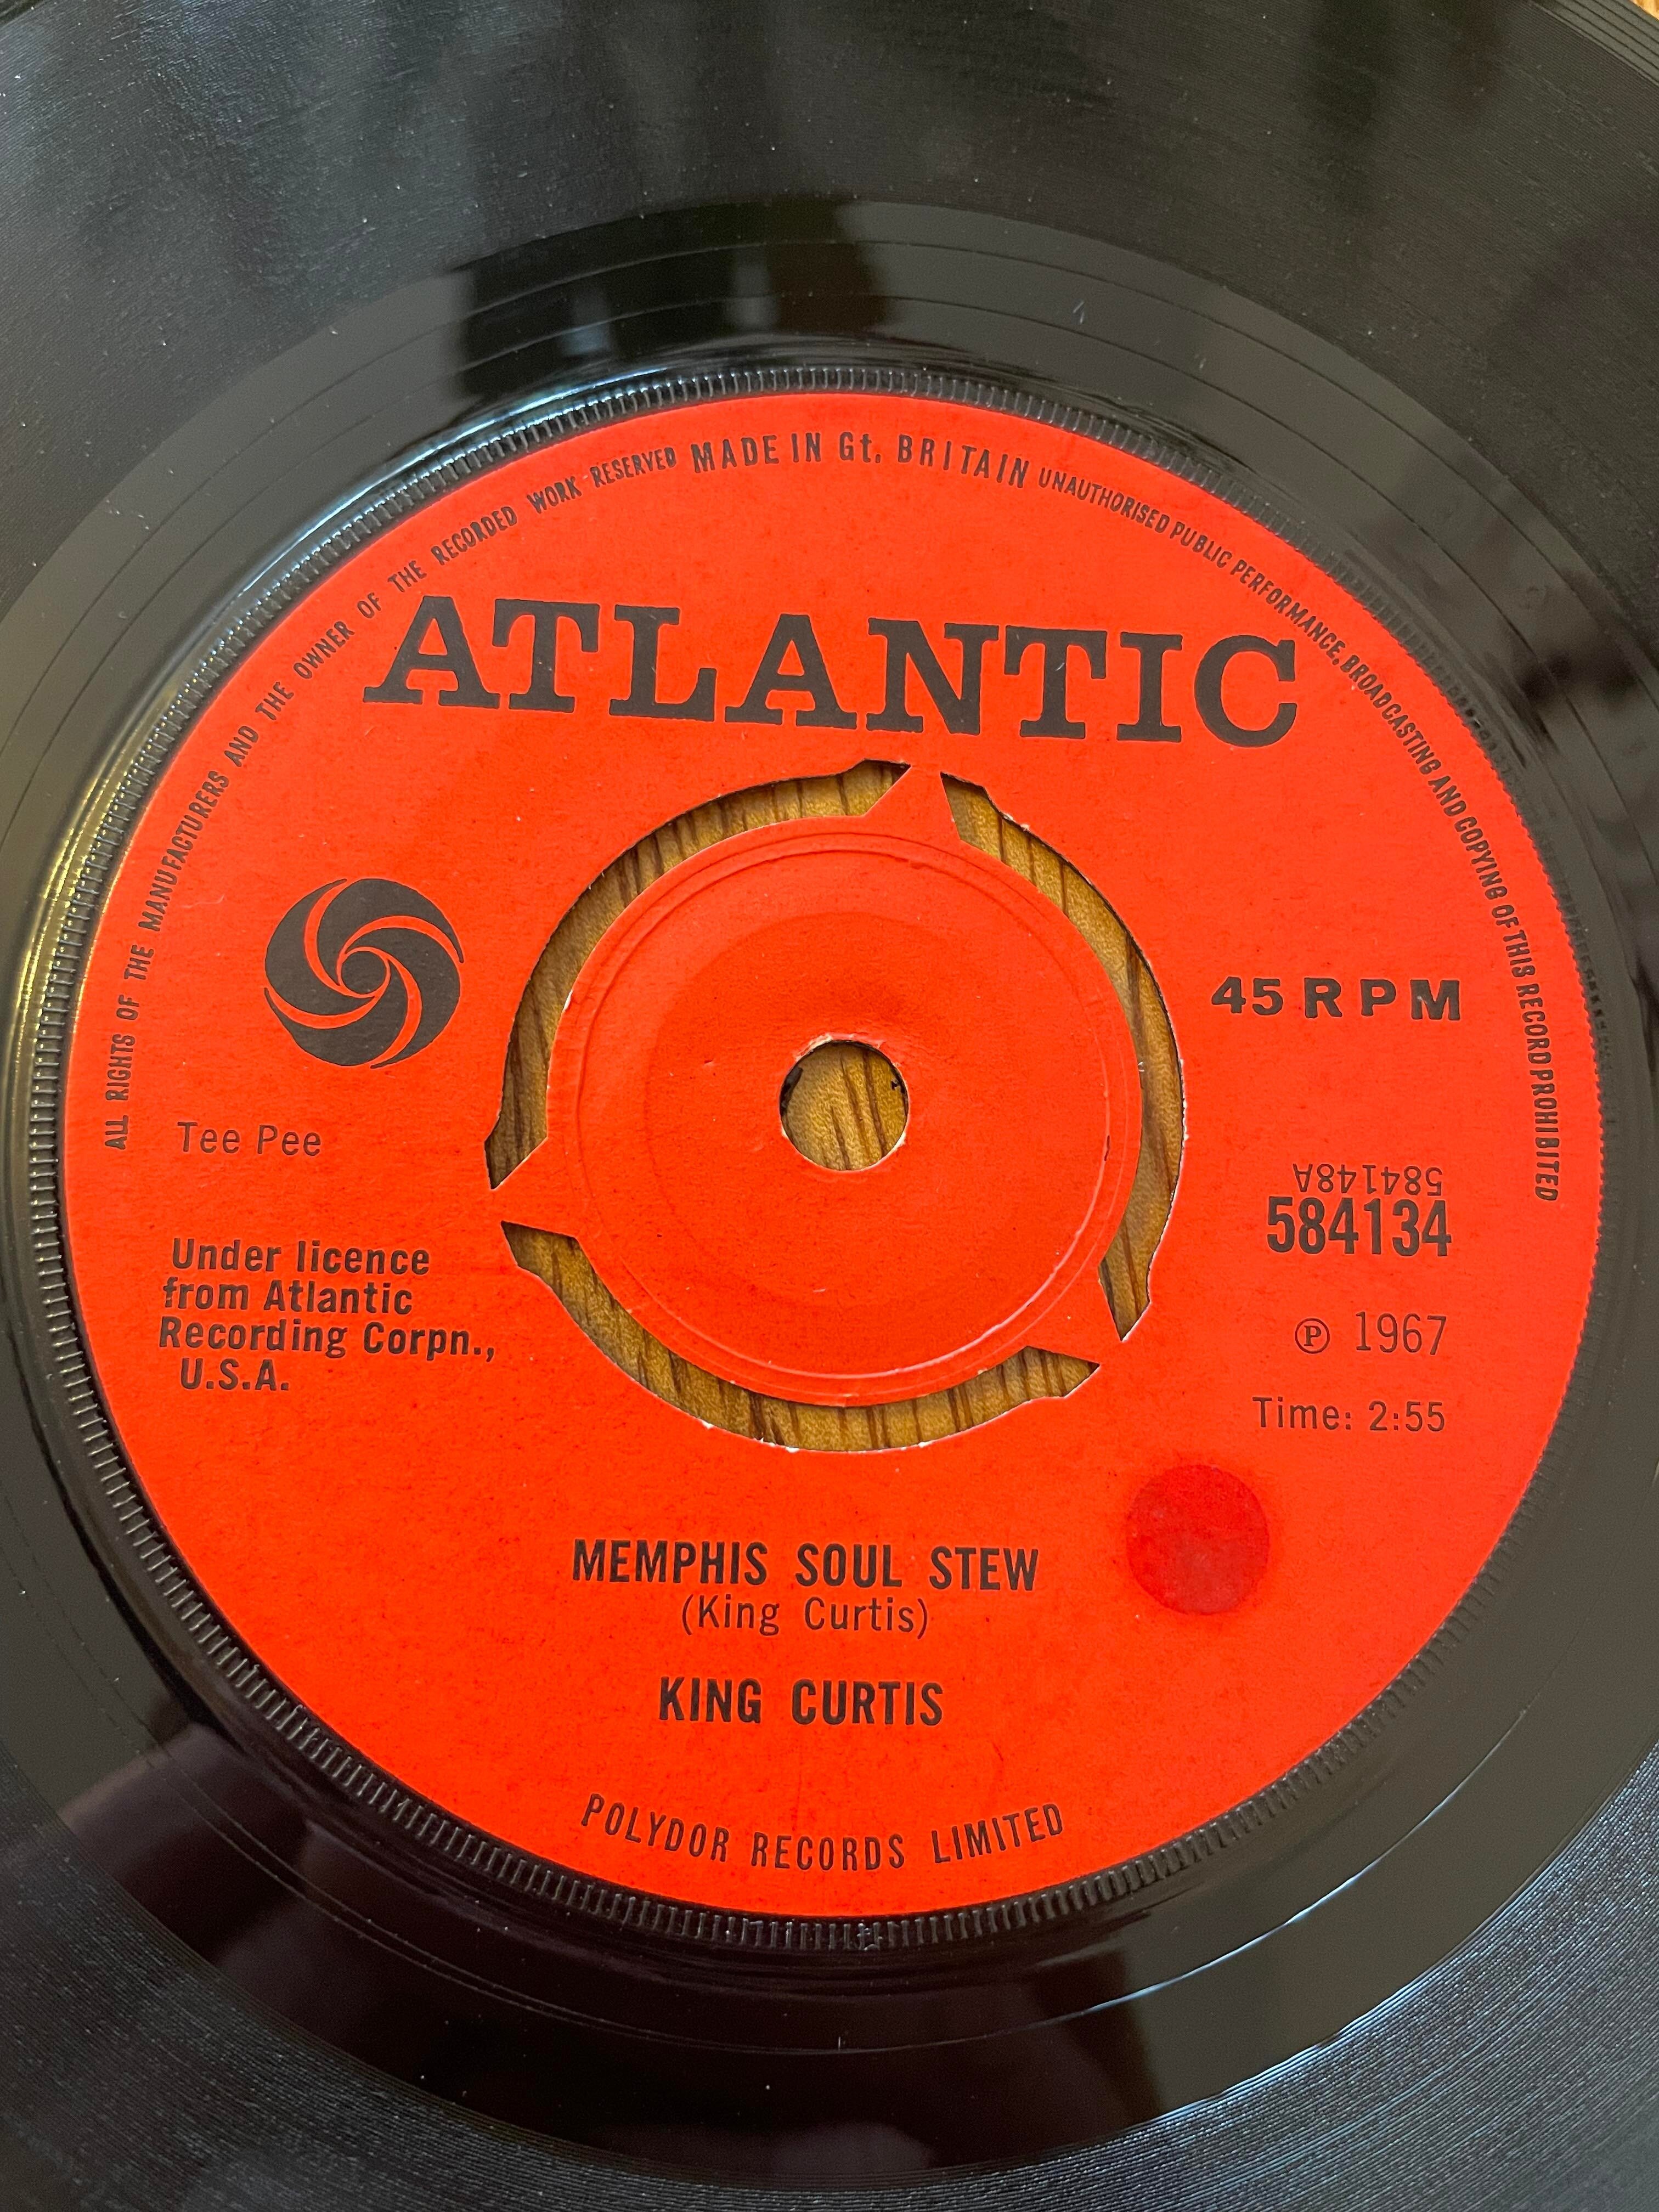 ALL RIGHTS OF THE MANUFACTURERS AND THE OWNER OF THE RECORDED WORK RESERVED MADE IN Gt. BRITAIN UNAUTHORISED PUBLIC PERFORMANCE, BROADCASTING AND COPYING OF THIS RECORD PROHIBITED
ATLANTIC
45 RPM
Tee Pee
584148A
584134
Under licence
from Atlantic
Recording Corpn.,
U.S.A.
℗ 1967
Time: 2:55
MEMPHIS SOUL STEW
(King Curtis)
KING CURTIS
POLYDOR RECORDS LIMITED